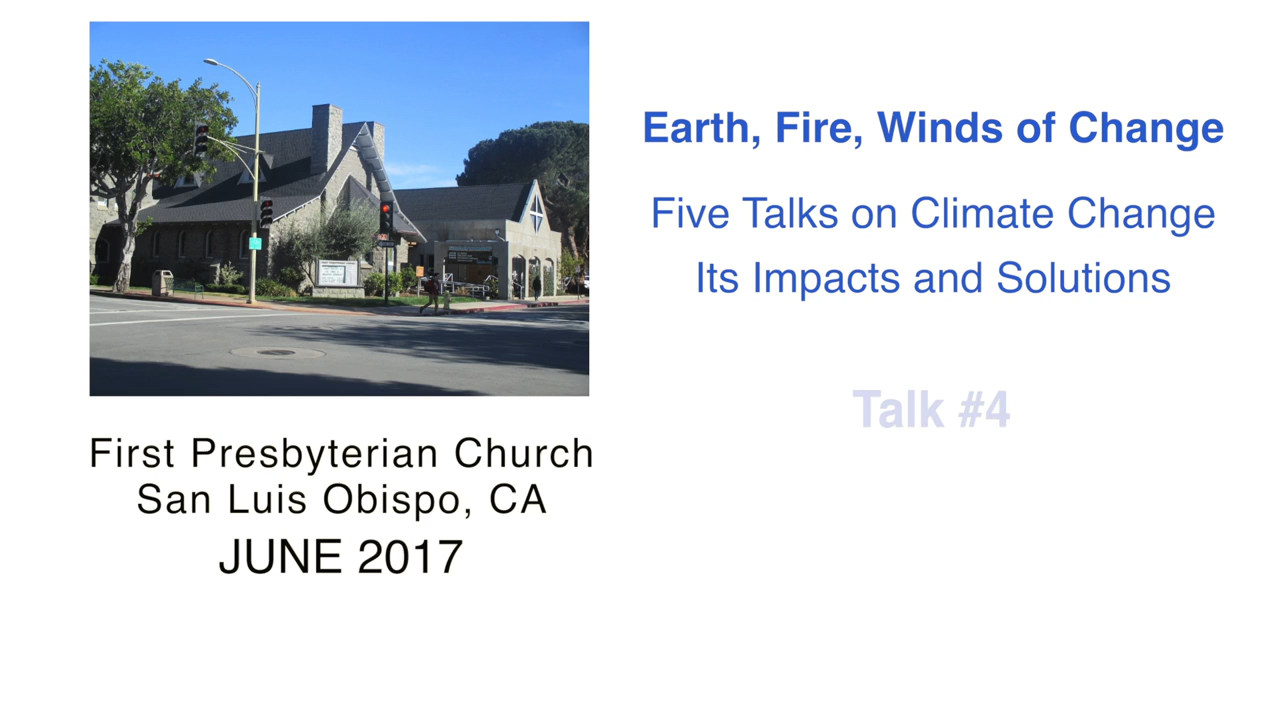 Earth, Fire, Winds of Change
Five Talks on Climate Change
Its Impacts and Solutions
Talk #4
First Presbyterian Church
San Luis Obispo, CA
JUNE 2017